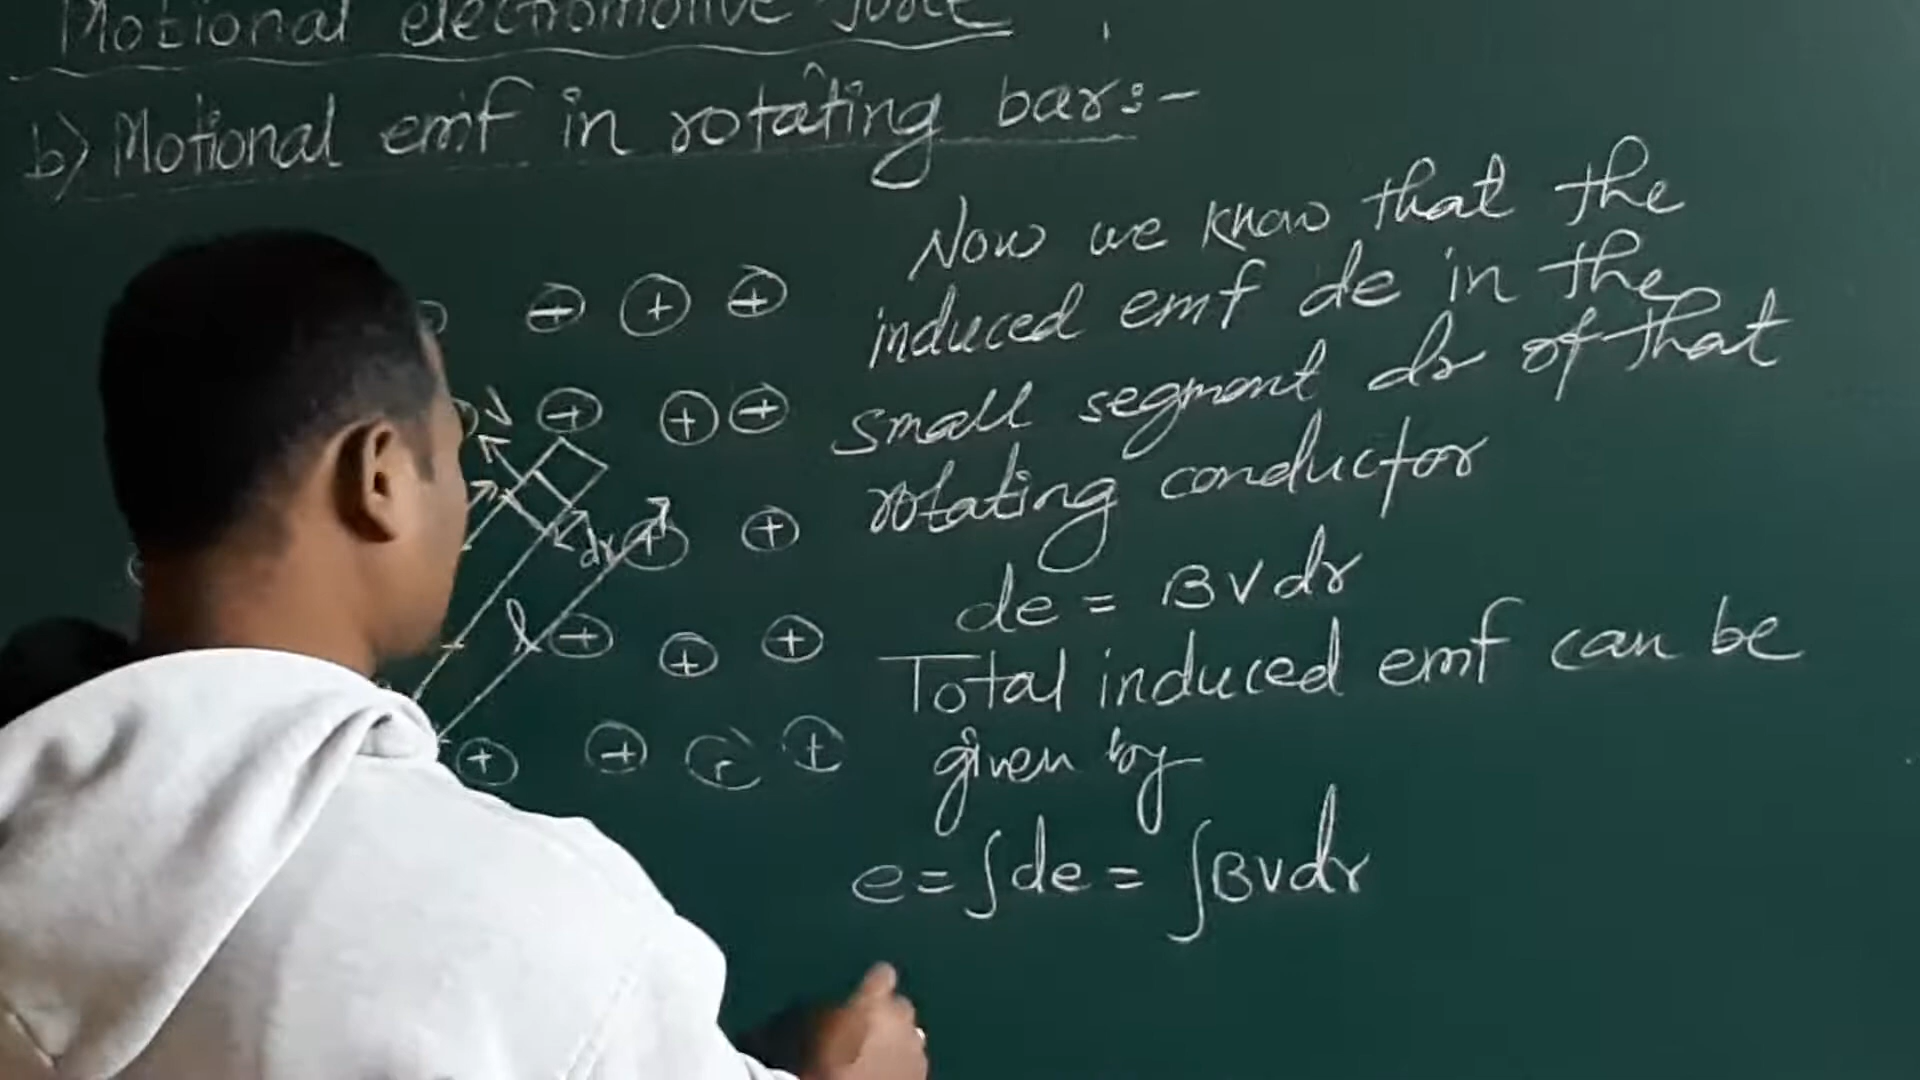 Motional electromotive force
b) Motional emf in rotating bar:-
Now we know that the
induced emf de in the
small segment dr of that
rotating conductor
de = BVdr
Total induced emf can be
given by
e = ∫de = ∫BVdr
dr
l